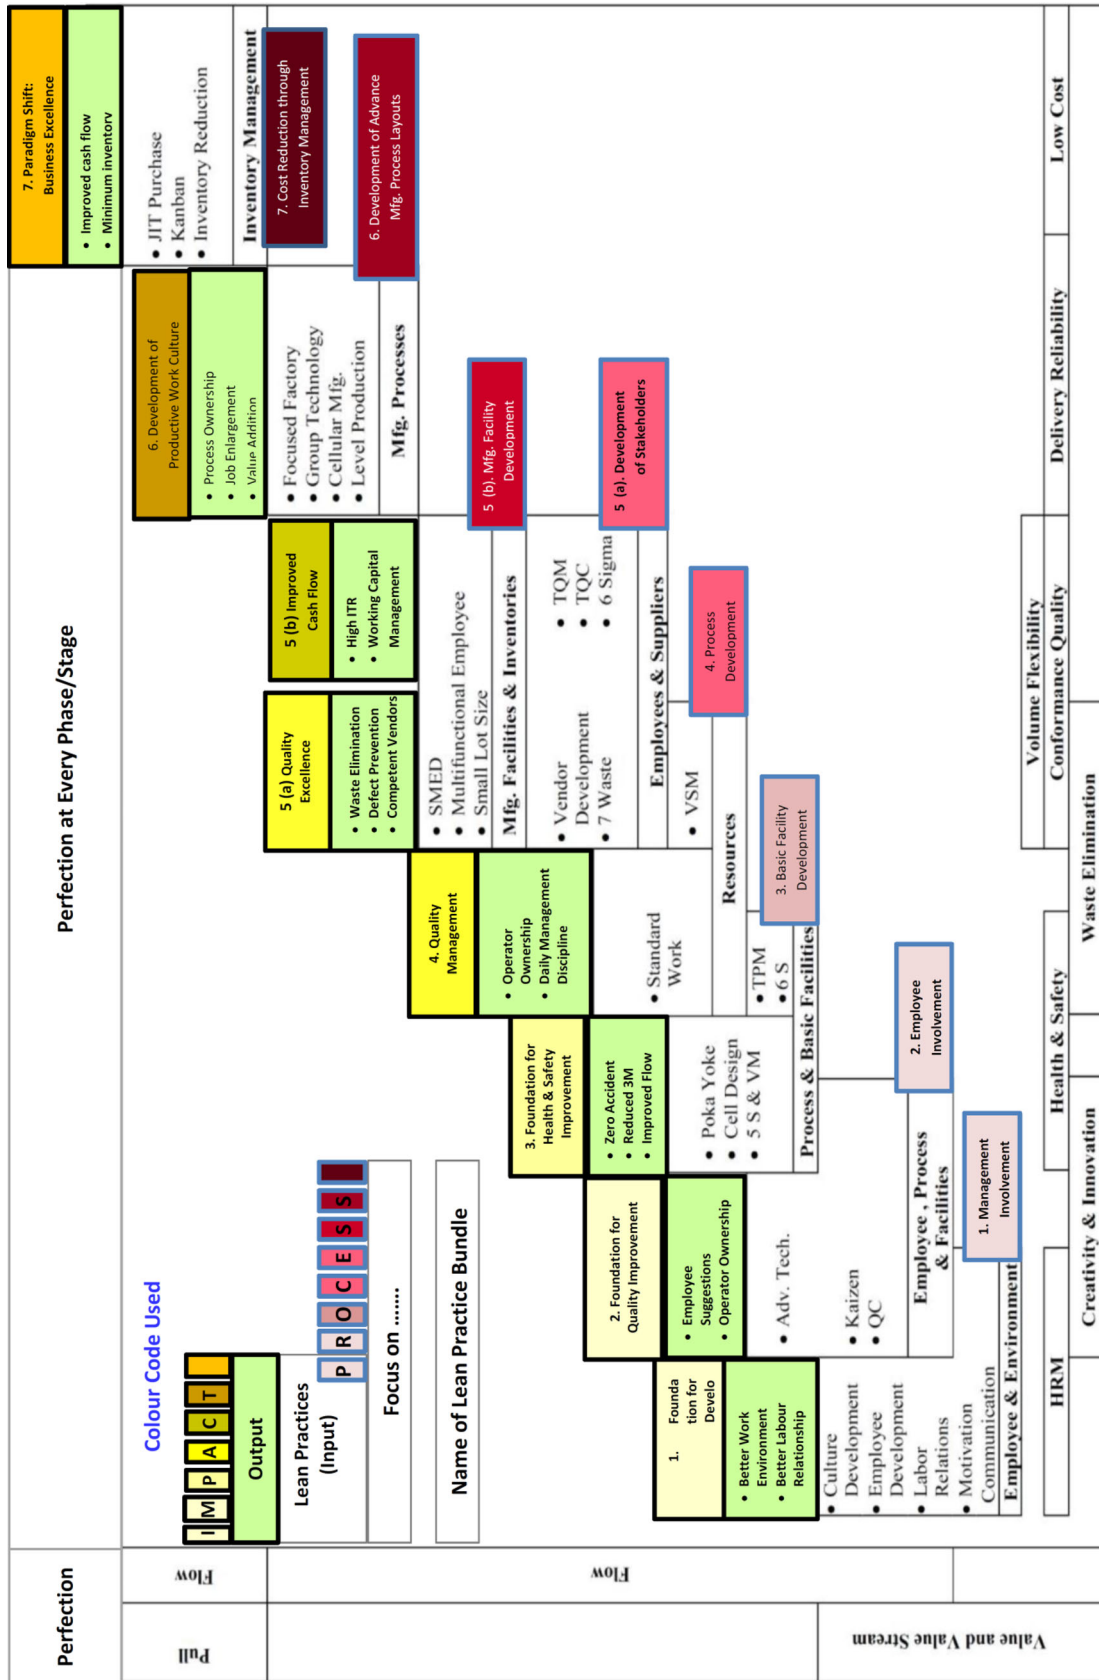 Perfection
Perfection at Every Phase/Stage
7. Paradigm Shift:
Business Excellence
• Improved cash flow
• Minimum inventory
Pull
Flow
Colour Code Used
I M P A C T
Output
Lean Practices
(Input)
P R O C E S S
Focus on .......
Name of Lean Practice Bundle
6. Development of
Productive Work Culture
• Process Ownership
• Job Enlargement
• Value Addition
• JIT Purchase
• Kanban
• Inventory Reduction
Inventory Management
7. Cost Reduction through
Inventory Management
Flow
5 (a) Quality
Excellence
• Waste Elimination
• Defect Prevention
• Competent Vendors
5 (b) Improved
Cash Flow
• High ITR
• Working Capital
Management
• Focused Factory
• Group Technology
• Cellular Mfg.
• Level Production
Mfg. Processes
6. Development of Advance
Mfg. Process Layouts
4. Quality
Management
• Operator
Ownership
• Daily Management
Discipline
• SMED
• Multifunctional Employee
• Small Lot Size
Mfg. Facilities & Inventories
5 (b). Mfg. Facility
Development
3. Foundation for
Health & Safety
Improvement
• Zero Accident
• Reduced 3M
• Improved Flow
• Vendor
Development
• 7 Waste
• TQM
• TQC
• 6 Sigma
Employees & Suppliers
5 (a). Development
of Stakeholders
2. Foundation for
Quality Improvement
• Employee
Suggestions
• Operator Ownership
• Standard
Work
• VSM
Resources
4. Process
Development
1. Founda
tion for
Develo
• Better Work
Environment
• Better Labour
Relationship
• Poka Yoke
• Cell Design
• 5 S & VM
• TPM
• 6 S
Process & Basic Facilities
3. Basic Facility
Development
Value and Value Stream
• Adv. Tech.
• Kaizen
• QC
Employee , Process
& Facilities
2. Employee
Involvement
• Culture
Development
• Employee
Development
• Labor
Relations
• Motivation
Communication
Employee & Environment
1. Management
Involvement
Volume Flexibility
HRM
Health & Safety
Conformance Quality
Delivery Reliability
Low Cost
Creativity & Innovation
Waste Elimination